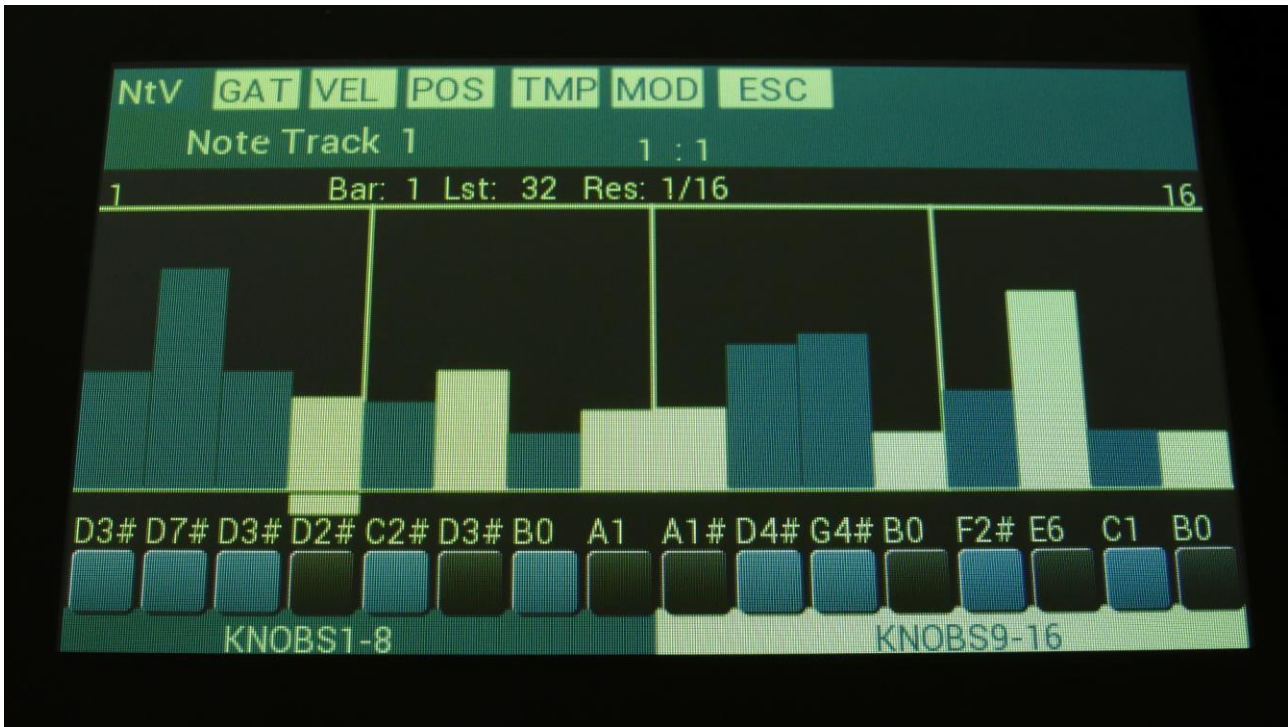 NtV GAT VEL POS TMP MOD ESC
Note Track 1 1 : 1
1 Bar: 1 Lst: 32 Res: 1/16 16
D3# D7# D3# D2# C2# D3# B0 A1 A1# D4# G4# B0 F2# E6 C1 B0
KNOBS1-8 KNOBS9-16